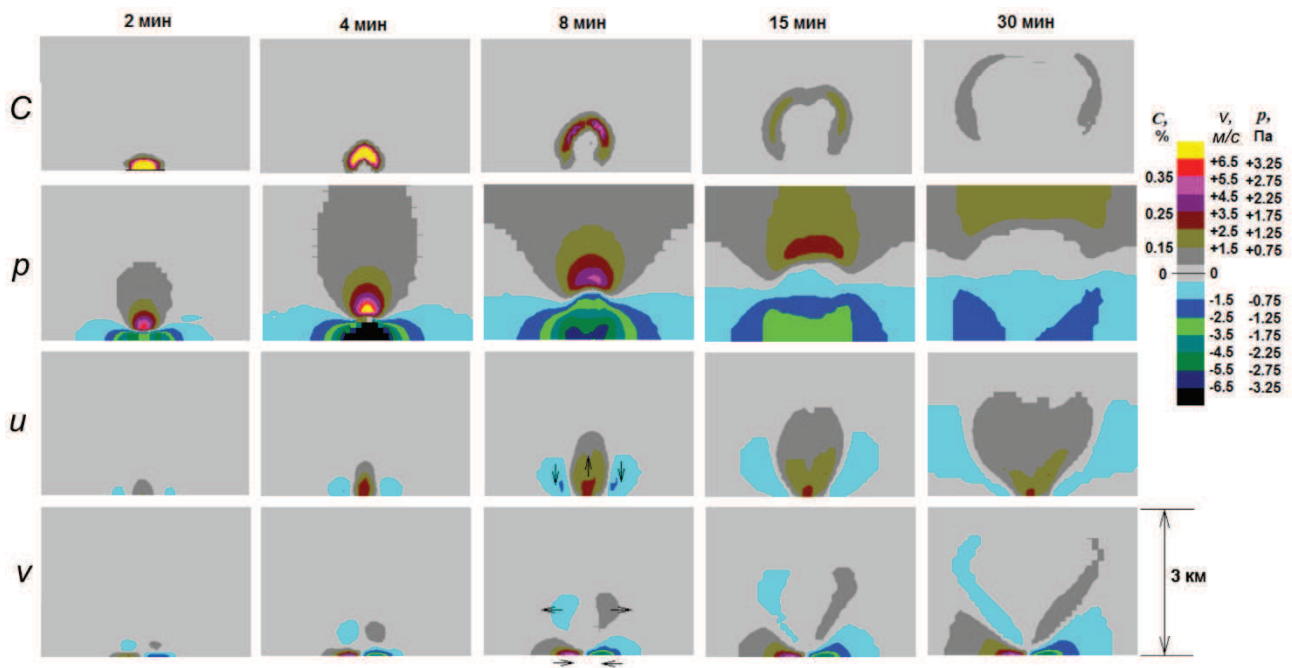 2 мин 4 мин 8 мин 15 мин 30 мин
C
p
u
v
C, % v, м/с p, Па
+6.5 +3.25
0.35 +5.5 +2.75
+4.5 +2.25
0.25 +3.5 +1.75
+2.5 +1.25
0.15 +1.5 +0.75
0 0
-1.5 -0.75
-2.5 -1.25
-3.5 -1.75
-4.5 -2.25
-5.5 -2.75
-6.5 -3.25
3 км